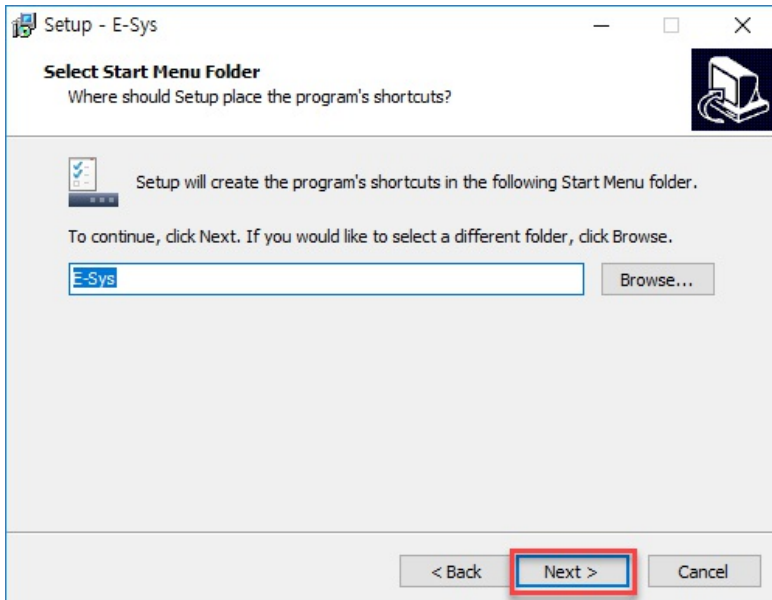 Setup - E-Sys
Select Start Menu Folder
Where should Setup place the program's shortcuts?
Setup will create the program's shortcuts in the following Start Menu folder.
To continue, click Next. If you would like to select a different folder, click Browse.
E-Sys
Browse...
< Back
Next >
Cancel